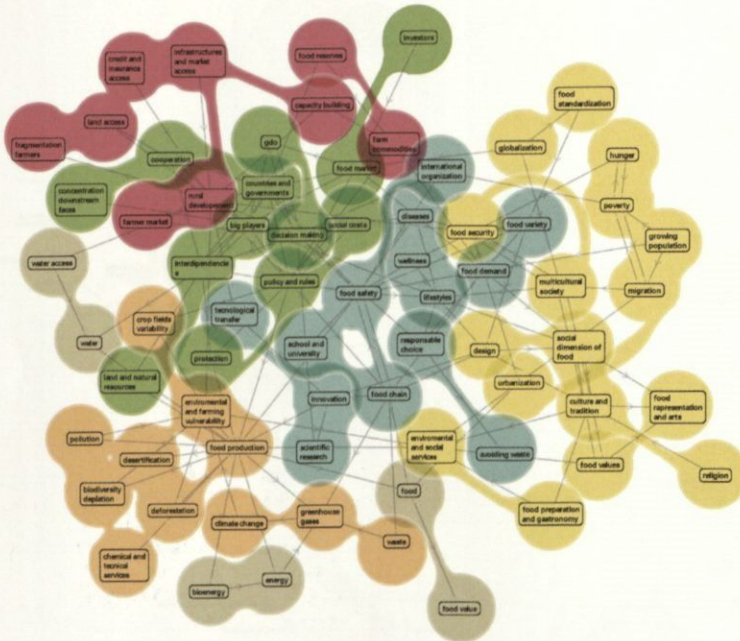 investors
infrastructures
and market
access
credit and
insurance
access
food reserves
food
standardization
capacity building
land access
gdo
farm
commodities
globalization
hunger
fragmentation
farmers
cooperation
food market
international
organization
countries and
governments
concentration
downstream
faces
rural
development
poverty
farmer market
big players
social costs
decision making
diseases
food security
food variety
growing
population
water access
interdipendencie
s
wellness
food demand
policy and rules
multicultural
society
migration
food safety
lifestyles
crop fields
variability
tecnological
transfer
water
school and
university
responsable
choice
design
social
dimension of
food
protection
land and natural
resources
urbanization
food chain
innovation
enviromental
and farming
vulnerability
culture and
tradition
food
rapresentation
and arts
pollution
food production
scientific
research
enviromental
and social
services
avoiding waste
desertification
food values
religion
biodiversity
deplation
food
deforestation
climate change
greenhouse
gases
food preparation
and gastronomy
waste
chemical and
tecnical
services
energy
bioenergy
food value